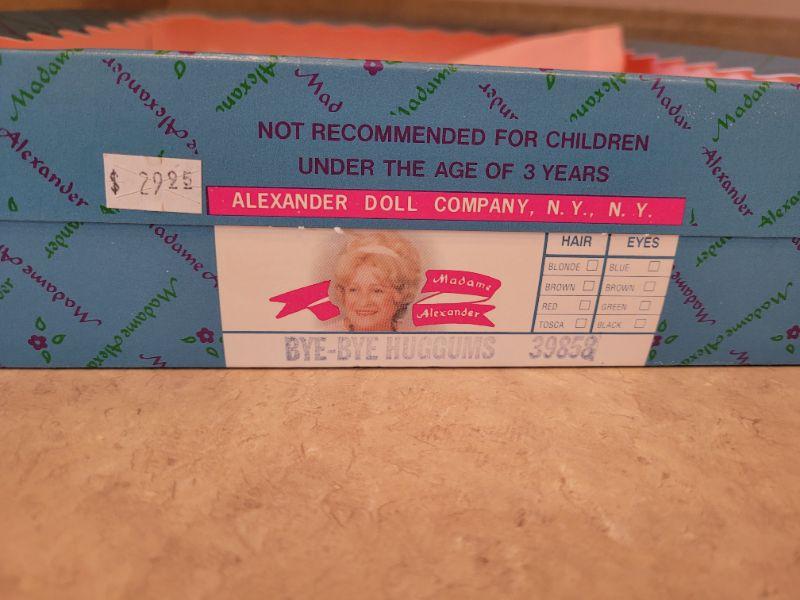 NOT RECOMMENDED FOR CHILDREN
UNDER THE AGE OF 3 YEARS
$ 29 25
ALEXANDER DOLL COMPANY, N.Y., N.Y.
HAIR EYES
BLONDE BLUE
BROWN BROWN
RED GREEN
TOSCA BLACK
Madame
Alexander
BYE-BYE HUGGUMS 39858